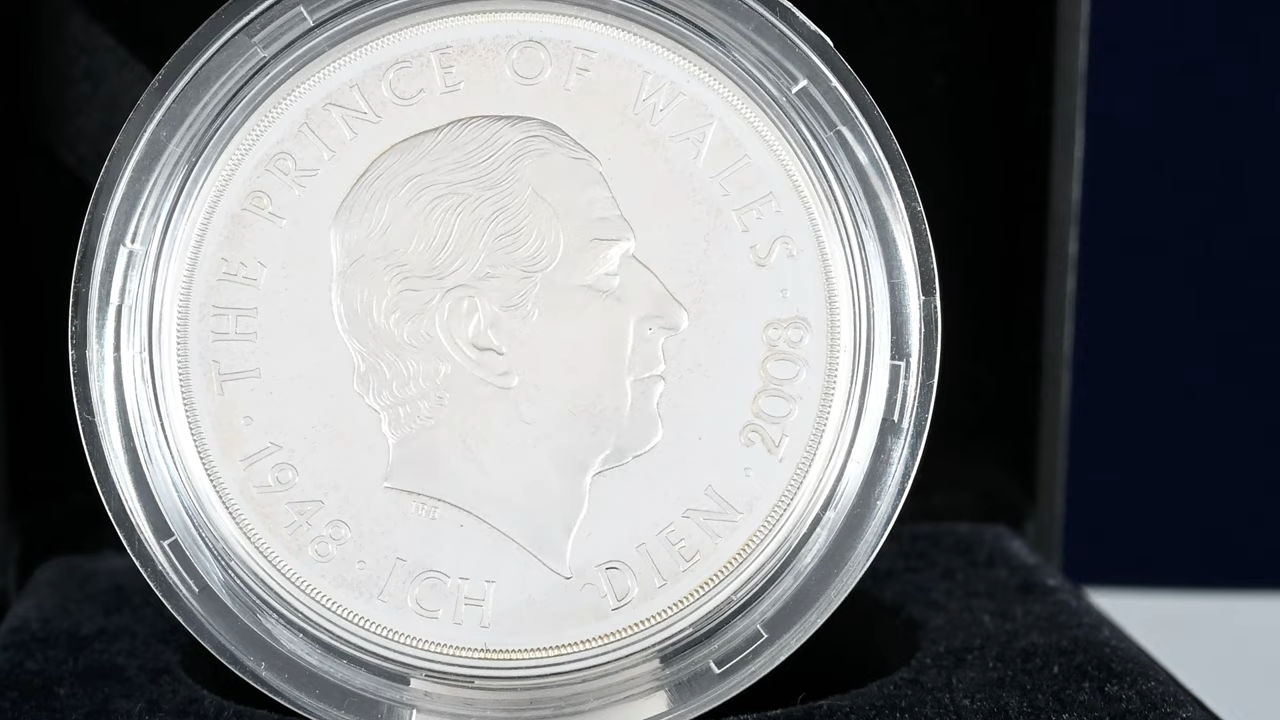 · THE PRINCE OF WALES · 2008 ·
1948 · ICH DIEN
IRB